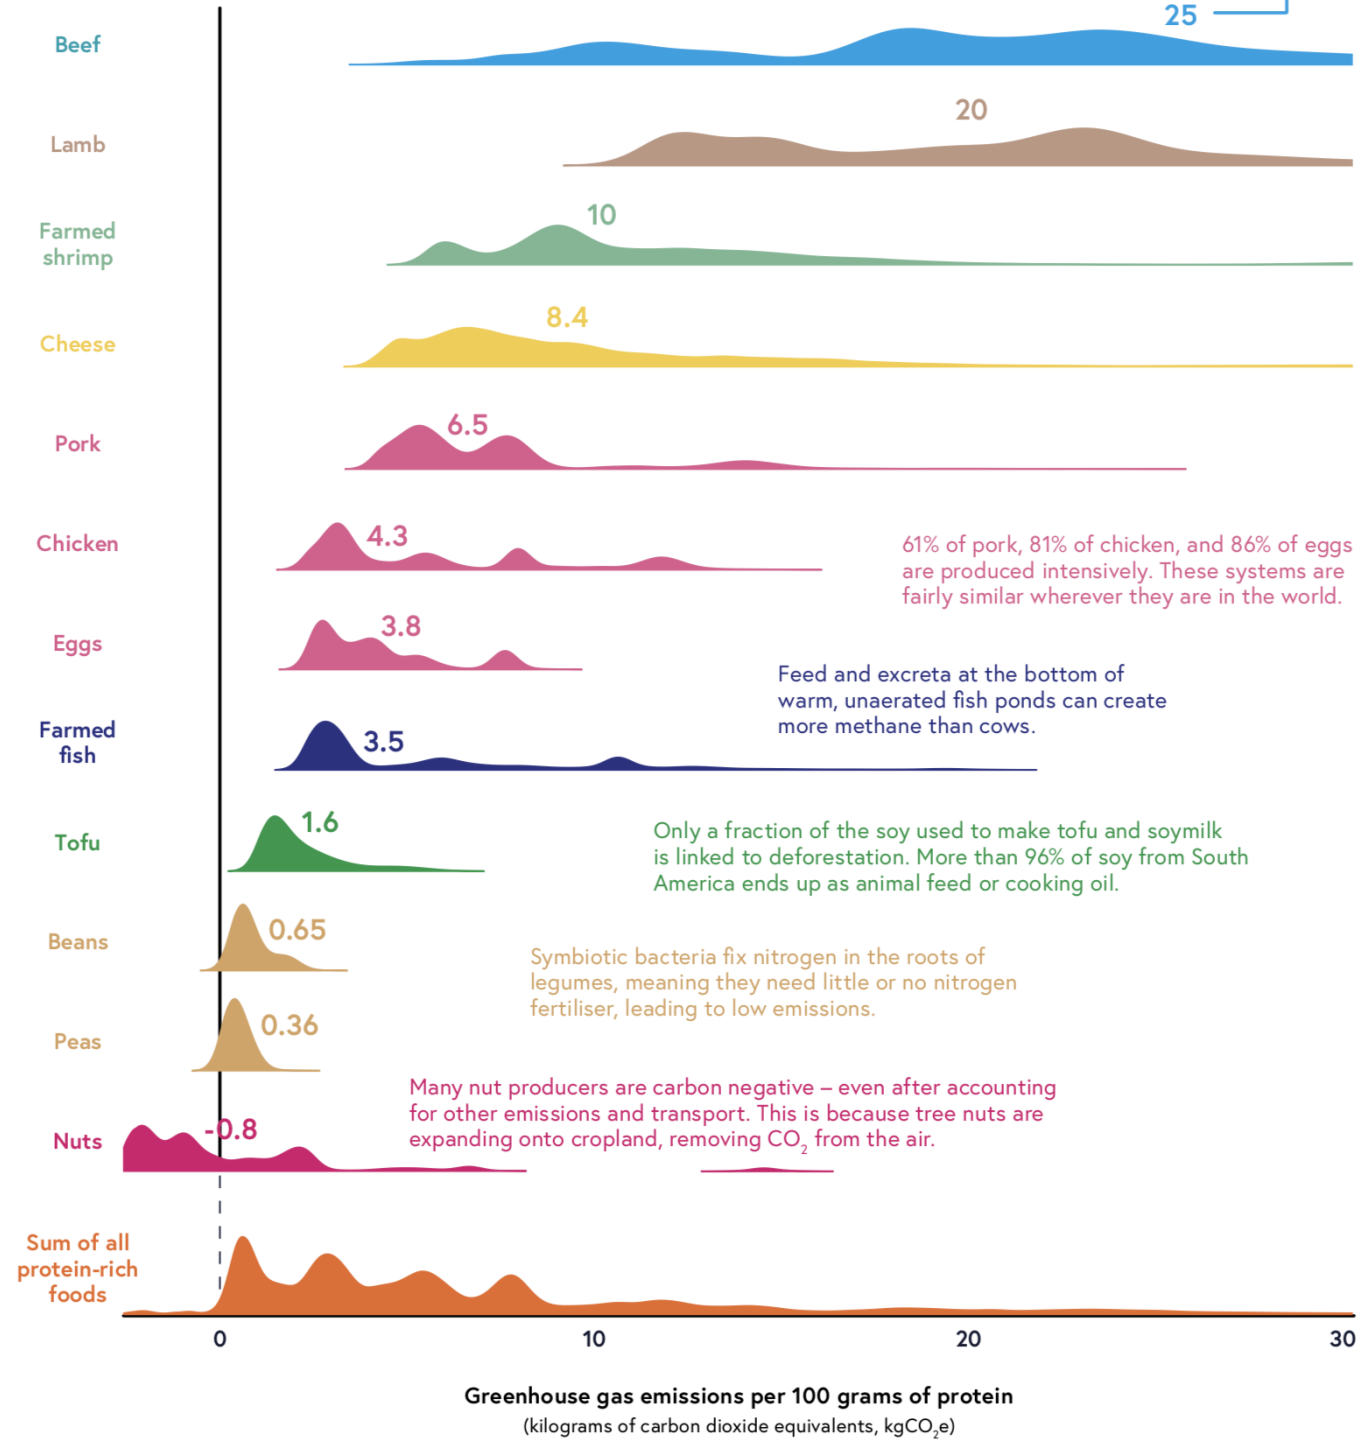 25
Beef
20
Lamb
10
Farmed
shrimp
8.4
Cheese
6.5
Pork
4.3
Chicken
61% of pork, 81% of chicken, and 86% of eggs
are produced intensively. These systems are
fairly similar wherever they are in the world.
3.8
Eggs
Feed and excreta at the bottom of
warm, unaerated fish ponds can create
more methane than cows.
Farmed
fish
3.5
1.6
Tofu
Only a fraction of the soy used to make tofu and soymilk
is linked to deforestation. More than 96% of soy from South
America ends up as animal feed or cooking oil.
0.65
Beans
Symbiotic bacteria fix nitrogen in the roots of
legumes, meaning they need little or no nitrogen
fertiliser, leading to low emissions.
0.36
Peas
Many nut producers are carbon negative – even after accounting
for other emissions and transport. This is because tree nuts are
expanding onto cropland, removing CO₂ from the air.
-0.8
Nuts
Sum of all
protein-rich
foods
0 10 20 30
Greenhouse gas emissions per 100 grams of protein
(kilograms of carbon dioxide equivalents, kgCO₂e)